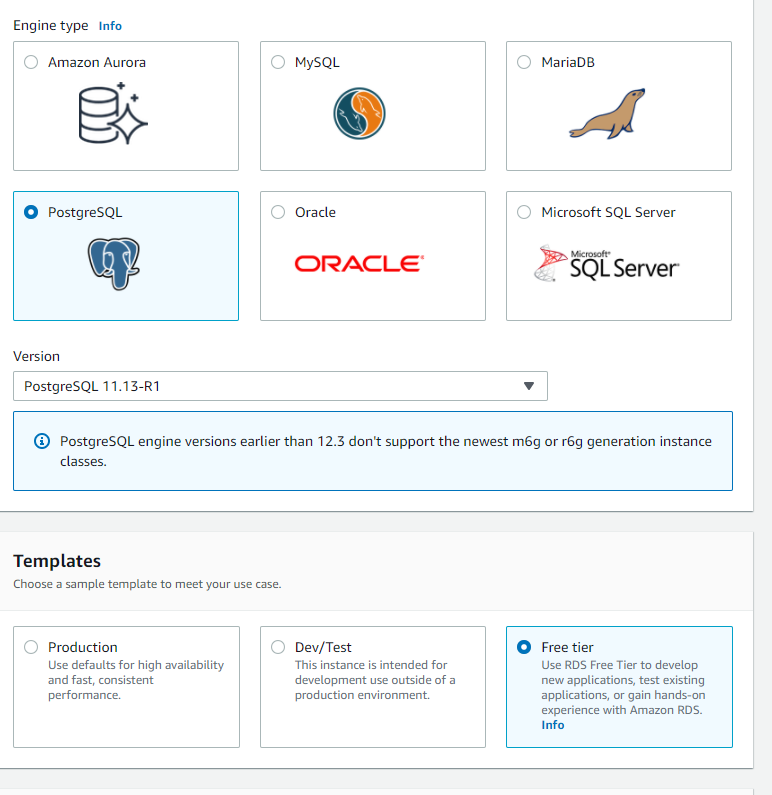 Engine type Info
Amazon Aurora
MySQL
MariaDB
PostgreSQL
Oracle
Microsoft SQL Server
ORACLE
Microsoft
SQL Server
Version
PostgreSQL 11.13-R1
PostgreSQL engine versions earlier than 12.3 don't support the newest m6g or r6g generation instance
classes.
Templates
Choose a sample template to meet your use case.
Production
Use defaults for high availability
and fast, consistent
performance.
Dev/Test
This instance is intended for
development use outside of a
production environment.
Free tier
Use RDS Free Tier to develop
new applications, test existing
applications, or gain hands-on
experience with Amazon RDS.
Info